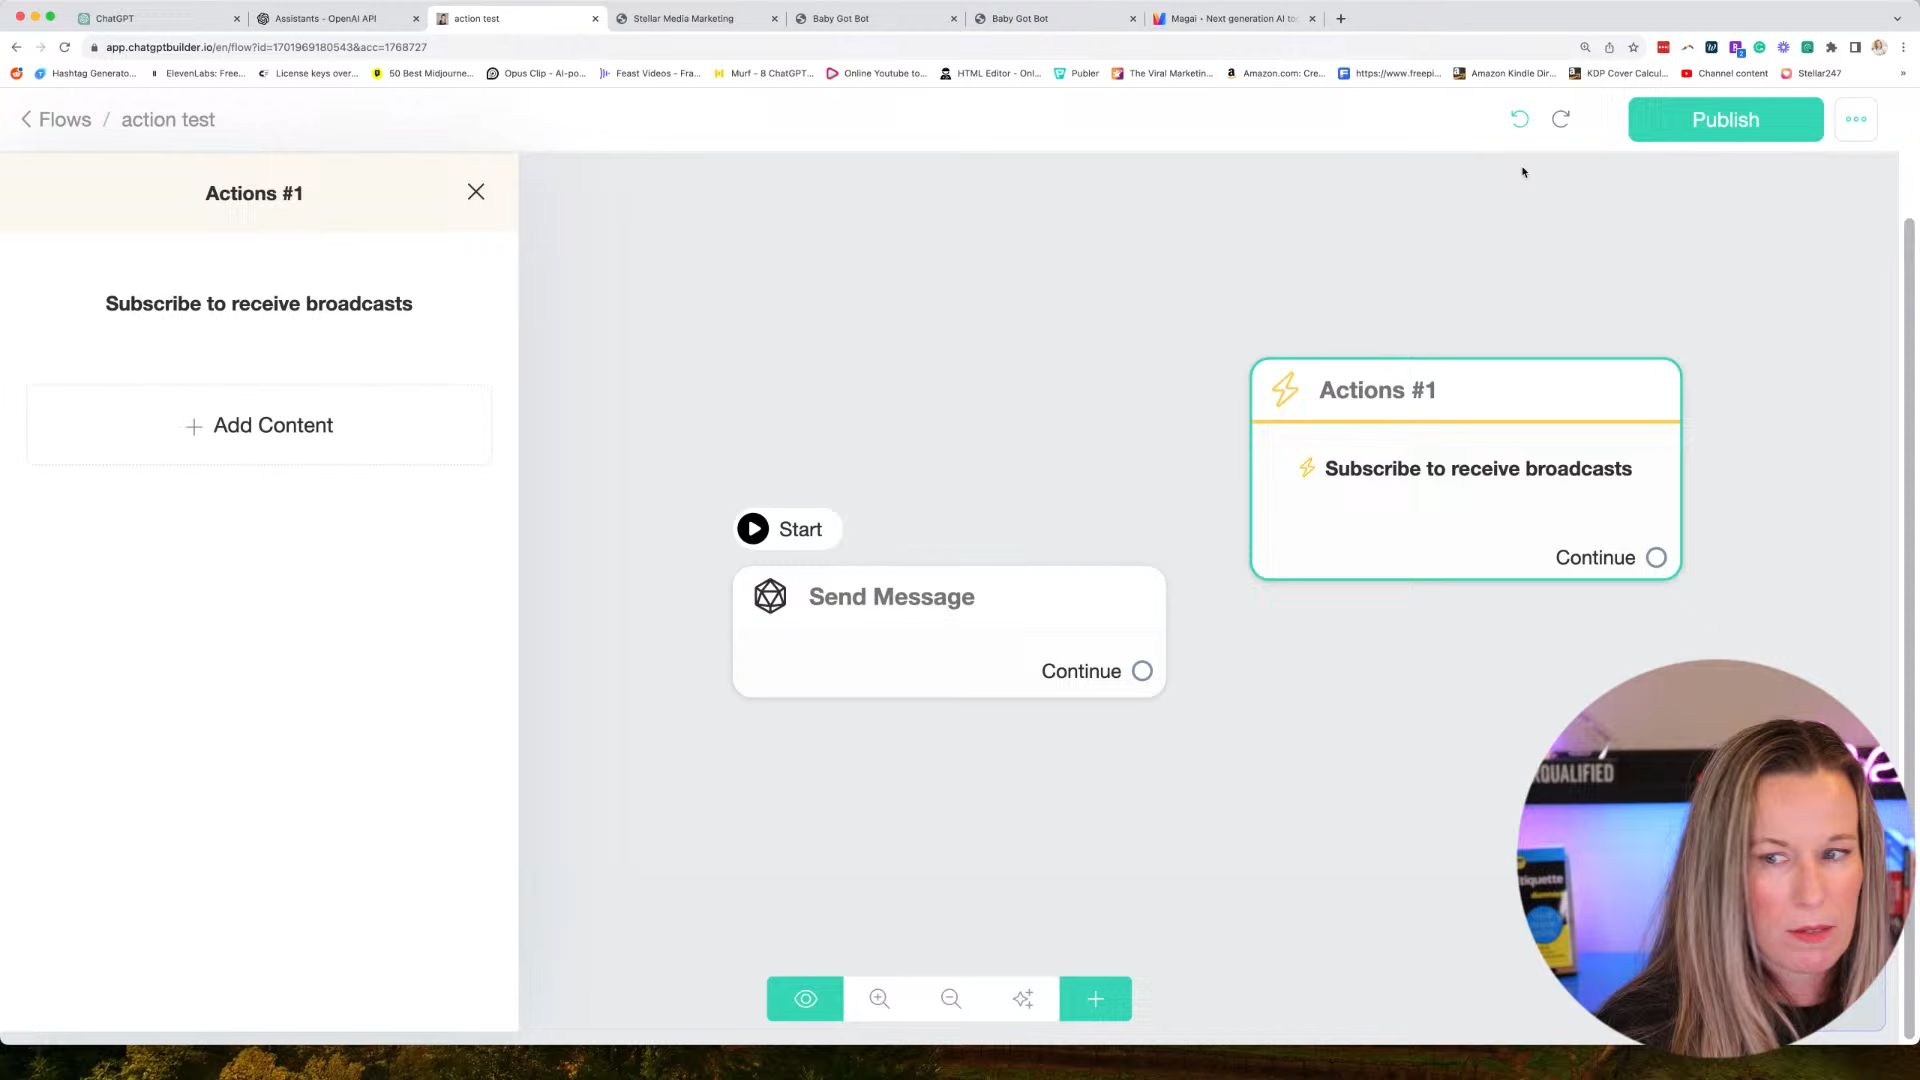 ChatGPT
Assistants - OpenAI API
action test
Stellar Media Marketing
Baby Got Bot
Baby Got Bot
Magai • Next generation AI to
app.chatgptbuilder.io/en/flow?id=1701969180543&acc=1768727
Hashtag Generato...
ElevenLabs: Free...
License keys over...
50 Best Midjourne...
Opus Clip - AI-po...
Feast Videos - Fra...
Murf - 8 ChatGPT...
Online Youtube to...
HTML Editor - Onl...
Publer
The Viral Marketin...
Amazon.com: Cre...
https://www.freepi...
Amazon Kindle Dir...
KDP Cover Calcul...
Channel content
Stellar247
»
Flows / action test
Publish
Actions #1
Subscribe to receive broadcasts
Add Content
Actions #1
Subscribe to receive broadcasts
Continue
Start
Send Message
Continue
QUALIFIED
tiquette